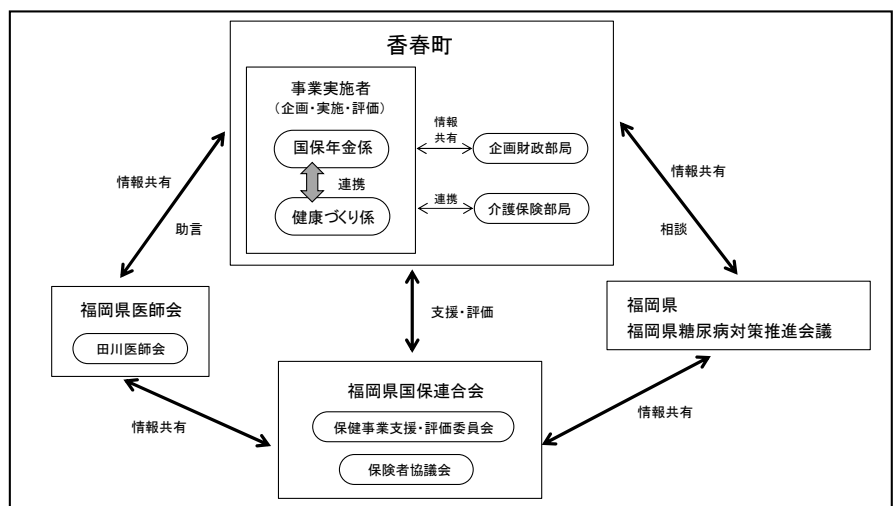 香春町
事業実施者
（企画・実施・評価）
国保年金係
連携
健康づくり係
情報
共有
企画財政部局
連携
介護保険部局
情報共有
助言
情報共有
相談
福岡県医師会
田川医師会
支援・評価
福岡県
福岡県糖尿病対策推進会議
福岡県国保連合会
保健事業支援・評価委員会
保険者協議会
情報共有
情報共有